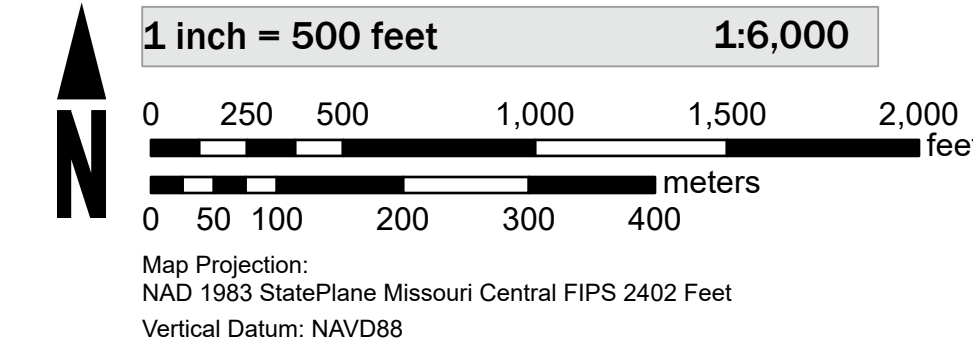 1 inch = 500 feet 1:6,000
0 250 500 1,000 1,500 2,000
feet
meters
0 50 100 200 300 400
N
Map Projection:
NAD 1983 StatePlane Missouri Central FIPS 2402 Feet
Vertical Datum: NAVD88